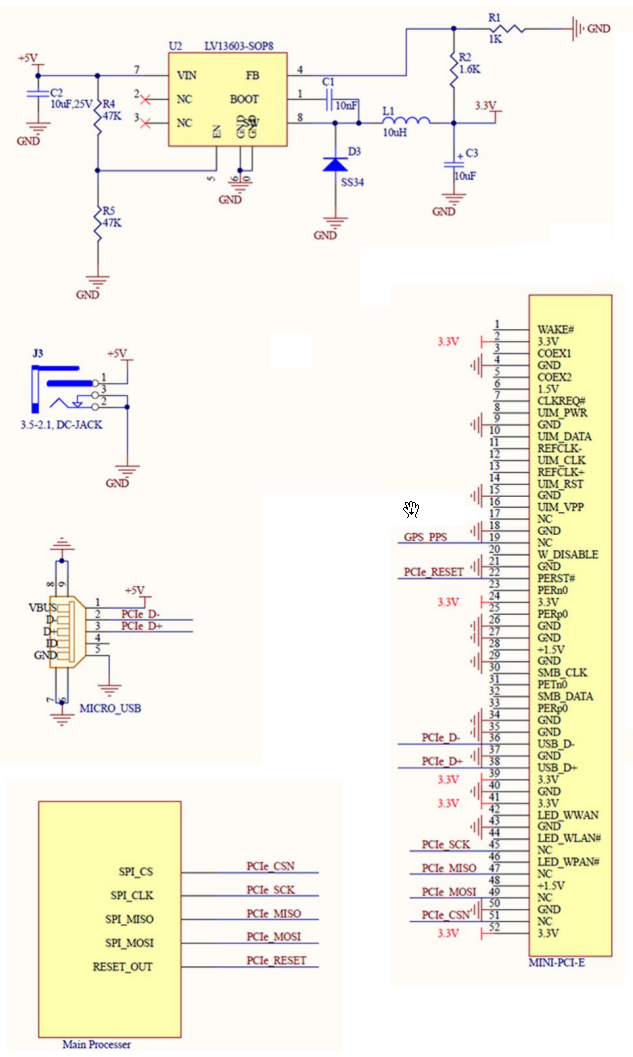 R1
1K
GND
U2 LV13603-SOP8
+5V
7 VIN FB 4
R2
1.6K
C2
10uF,25V
R4
47K
2 NC BOOT 1
C1
10nF
3 NC SW 8
L1
10uH
3.3V
EN GND GND
5 6 0
GND
GND
D3
SS34
C3
10uF
GND
GND
R5
47K
GND
J3
+5V
1
3
2
3.5-2.1, DC-JACK
GND
8 9
+5V
VBUS 1
D- 2 PCIe_D-
D+ 3 PCIe_D+
ID 4
GND 5
7 6
MICRO_USB
GND
SPI_CS PCIe_CSN
SPI_CLK PCIe_SCK
SPI_MISO PCIe_MISO
SPI_MOSI PCIe_MOSI
RESET_OUT PCIe_RESET
Main Processer
1 WAKE#
3.3V 2 3.3V
3 COEX1
4 GND
5 COEX2
6 1.5V
7 CLKREQ#
8 UIM_PWR
9 GND
10 UIM_DATA
11 REFCLK-
12 UIM_CLK
13 REFCLK+
14 UIM_RST
15 GND
16 UIM_VPP
17 NC
18 GND
GPS_PPS 19 NC
20 W_DISABLE
21 GND
PCIe_RESET 22 PERST#
23 PERn0
3.3V 24 3.3V
25 PERp0
26 GND
27 GND
28 +1.5V
29 GND
30 SMB_CLK
31 PETn0
32 SMB_DATA
33 PERp0
34 GND
35 GND
PCIe_D- 36 USB_D-
37 GND
PCIe_D+ 38 USB_D+
3.3V 39 3.3V
40 GND
3.3V 41 3.3V
42 LED_WWAN
43 GND
44 LED_WLAN#
PCIe_SCK 45 NC
46 LED_WPAN#
PCIe_MISO 47 NC
48 +1.5V
PCIe_MOSI 49 NC
50 GND
PCIe_CSN 51 NC
3.3V 52 3.3V
MINI-PCI-E